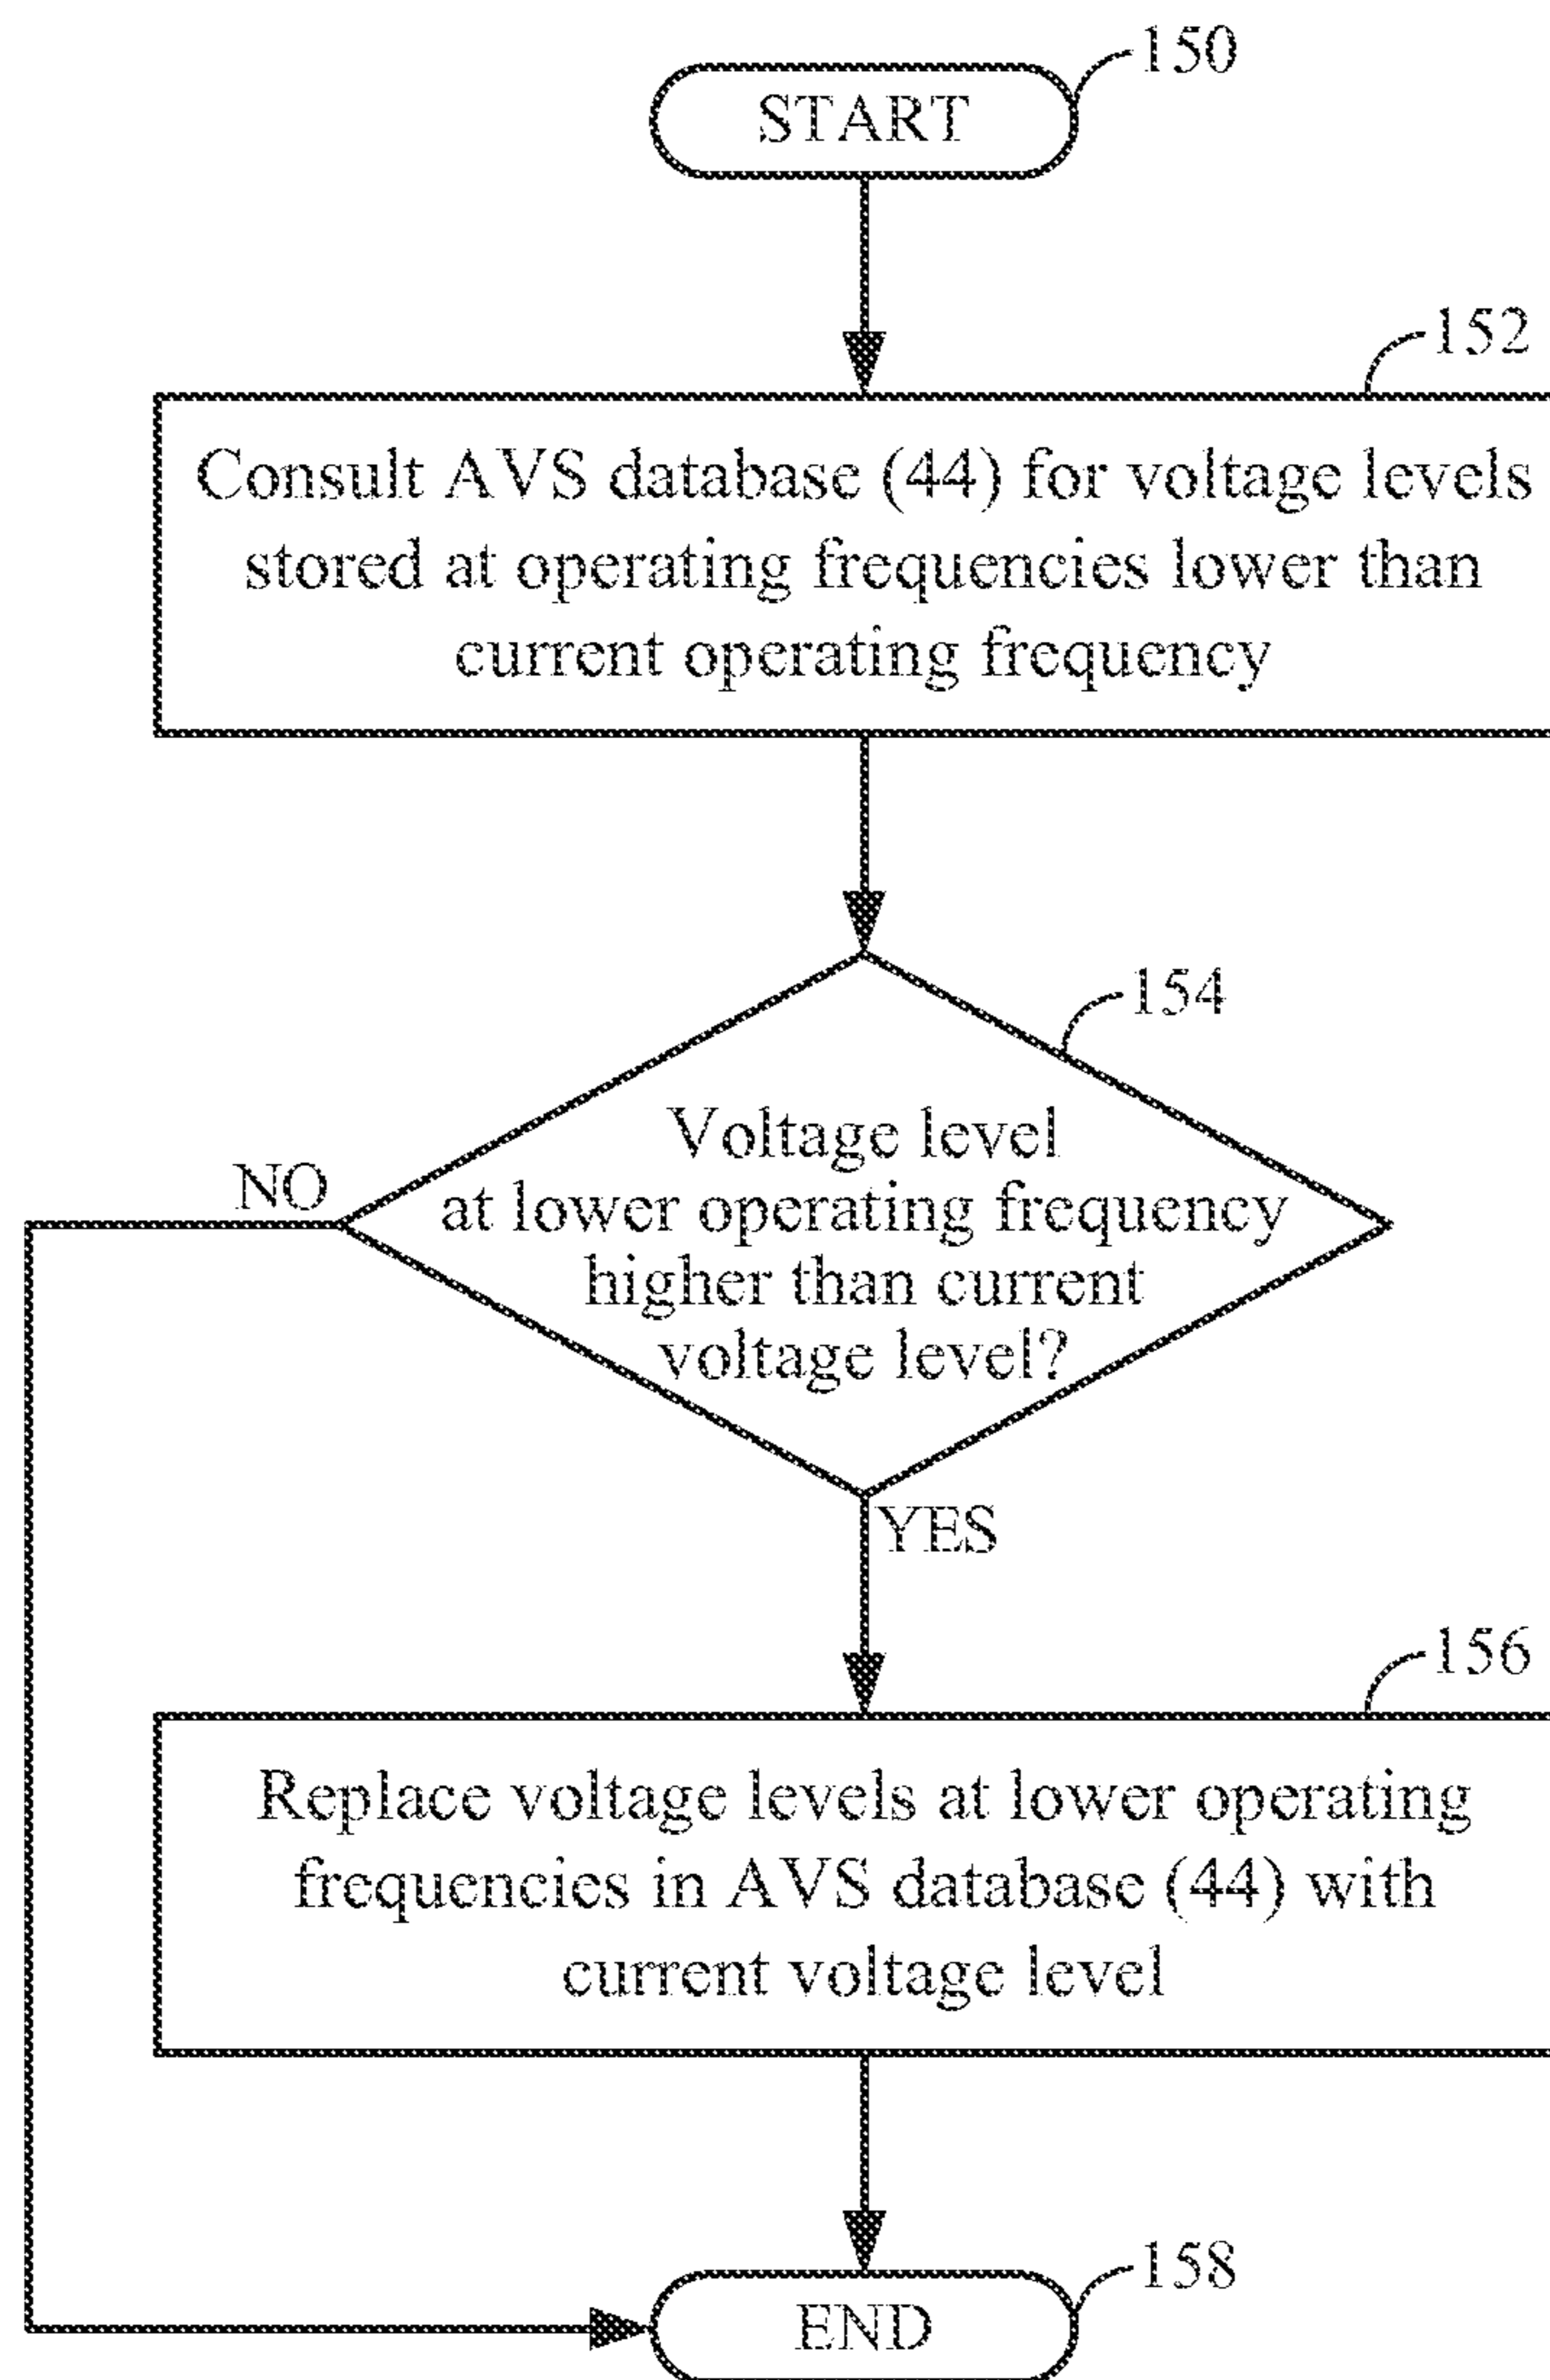 150
START
152
Consult AVS database (44) for voltage levels
stored at operating frequencies lower than
current operating frequency
154
Voltage level
at lower operating frequency
higher than current
voltage level?
NO
YES
156
Replace voltage levels at lower operating
frequencies in AVS database (44) with
current voltage level
158
END